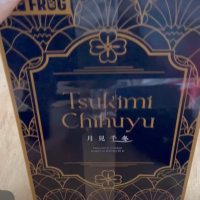 FROG
Tsukimi
Chihuyu
月見千冬